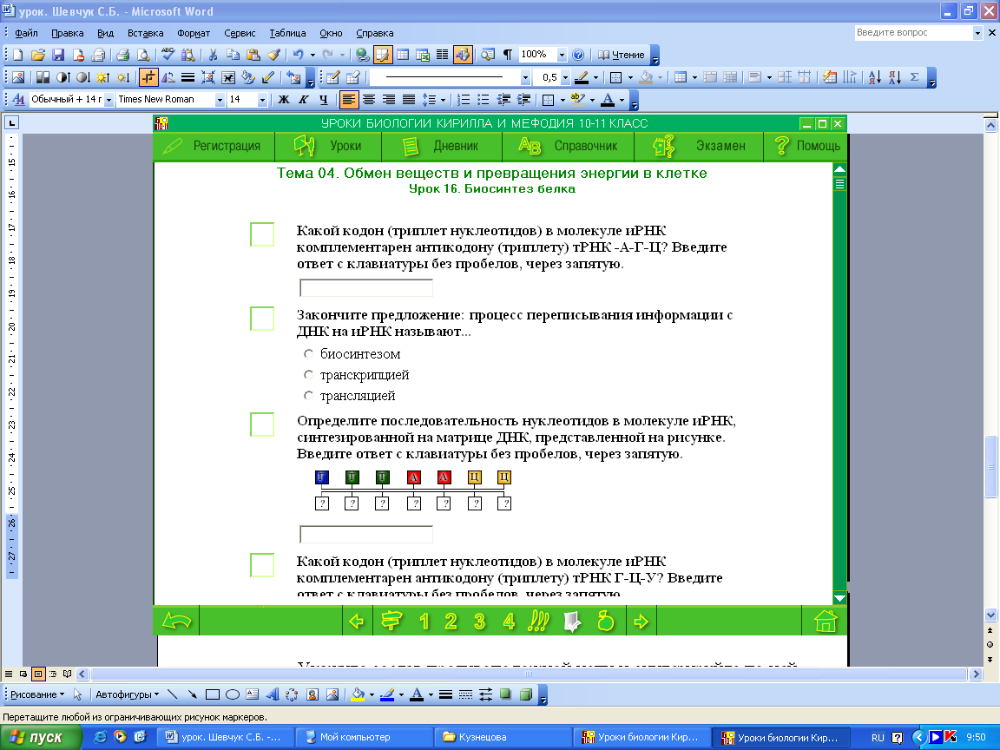 урок. Шевчук С.Б. - Microsoft Word
Файл Правка Вид Вставка Формат Сервис Таблица Окно Справка
Введите вопрос
100% Чтение
0,5
Обычный + 14 г Times New Roman 14 Ж К Ч
УРОКИ БИОЛОГИИ КИРИЛЛА И МЕФОДИЯ 10-11 КЛАСС
Регистрация Уроки Дневник Справочник Экзамен Помощь
Тема 04. Обмен веществ и превращения энергии в клетке
Урок 16. Биосинтез белка
Какой кодон (триплет нуклеотидов) в молекуле иРНК
комплементарен антикодону (триплету) тРНК -А-Г-Ц? Введите
ответ с клавиатуры без пробелов, через запятую.
Закончите предложение: процесс переписывания информации с
ДНК на иРНК называют...
биосинтезом
транскрипцией
трансляцией
Определите последовательность нуклеотидов в молекуле иРНК,
синтезированной на матрице ДНК, представленной на рисунке.
Введите ответ с клавиатуры без пробелов, через запятую.
Г Т Т А А Ц Ц
? ? ? ? ? ? ?
Какой кодон (триплет нуклеотидов) в молекуле иРНК
комплементарен антикодону (триплету) тРНК Г-Ц-У? Введите
ответ с клавиатуры без пробелов, через запятую.
1 2 3 4 !!!
Рисование Автофигуры
Перетащите любой из ограничивающих рисунок маркеров.
пуск урок. Шевчук С.Б. -... Мой компьютер Кузнецова Уроки биологии Кир... Уроки биологии Кир... RU 9:50